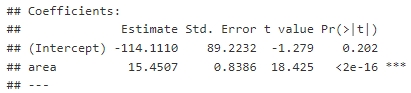 ## Coefficients:
##              Estimate Std. Error t value Pr(>|t|)
## (Intercept) -114.1110    89.2232  -1.279    0.202
## area          15.4507     0.8386  18.425   <2e-16 ***
## ---